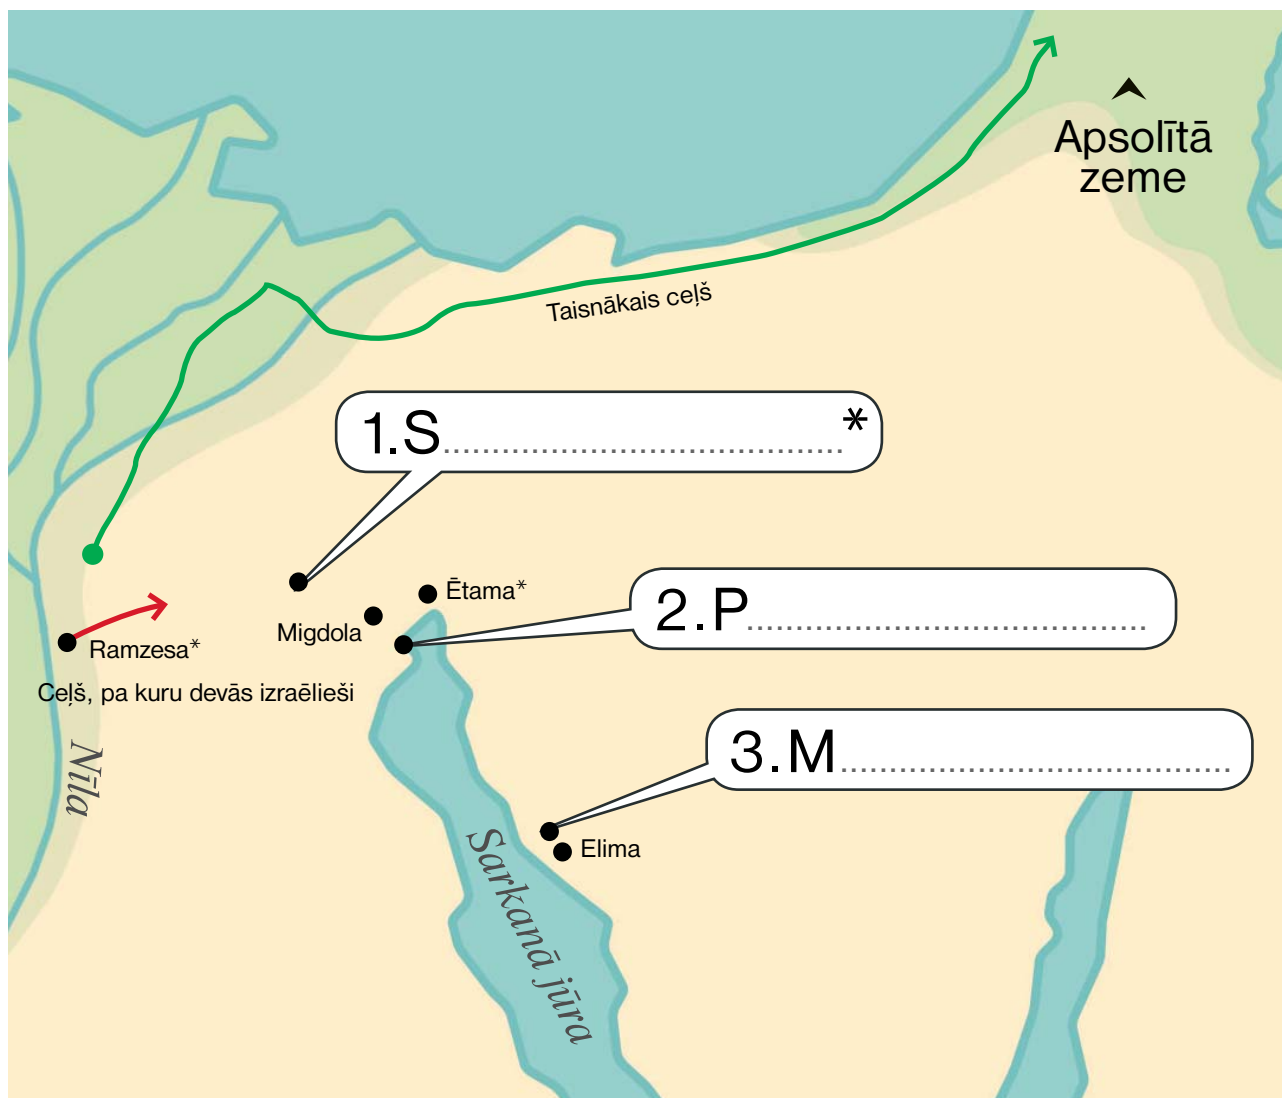 Apsolītā
zeme
Taisnākais ceļš
1.S........................................*
Ētama*
2.P........................................
Migdola
Ramzesa*
Ceļš, pa kuru devās izraēlieši
3.M........................................
Nīla
Elima
Sarkanā jūra